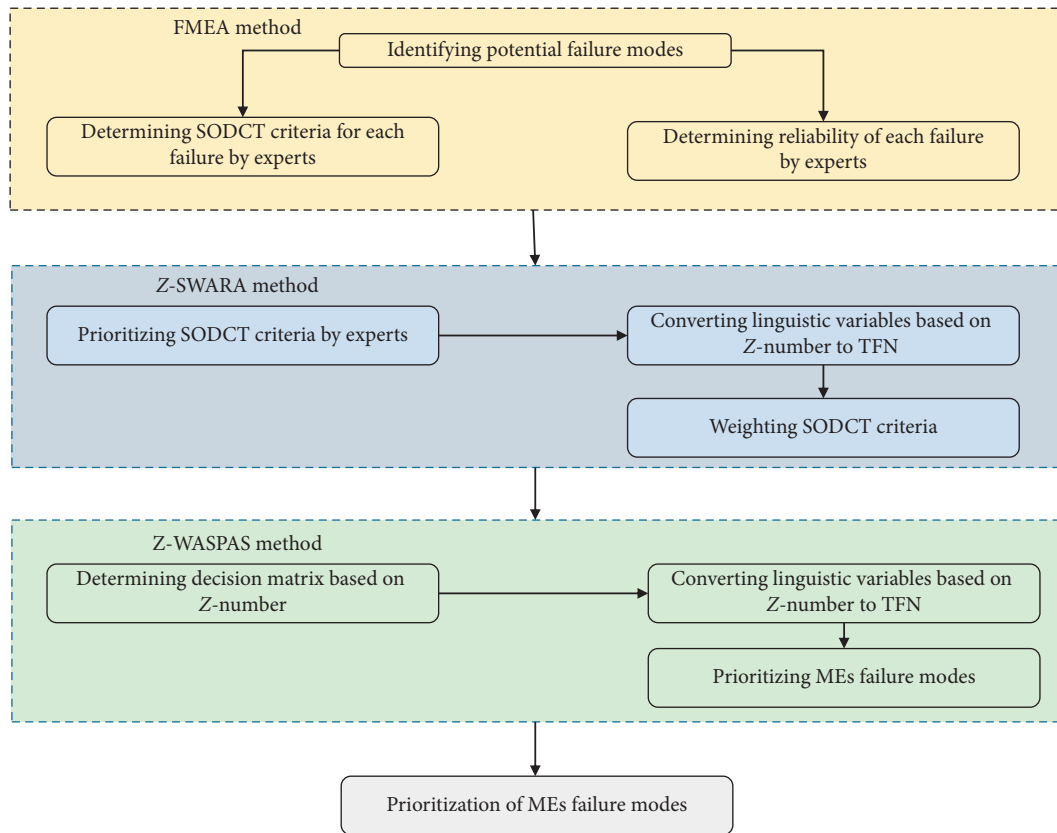 FMEA method
Identifying potential failure modes
Determining SODCT criteria for each
failure by experts
Determining reliability of each failure
by experts
Z-SWARA method
Prioritizing SODCT criteria by experts
Converting linguistic variables based on
Z-number to TFN
Weighting SODCT criteria
Z-WASPAS method
Determining decision matrix based on
Z-number
Converting linguistic variables based on
Z-number to TFN
Prioritizing MEs failure modes
Prioritization of MEs failure modes